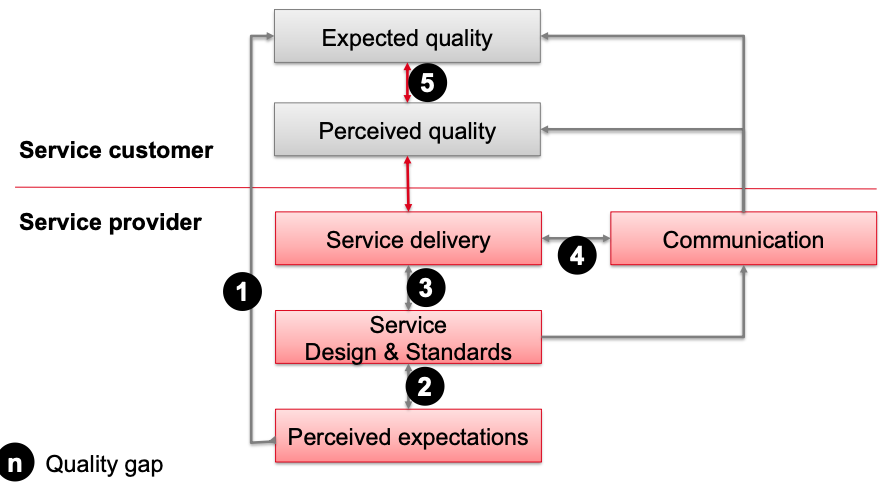 Expected quality
5
Perceived quality
Service customer
Service provider
Service delivery
4
Communication
1
3
Service
Design & Standards
2
Perceived expectations
n Quality gap